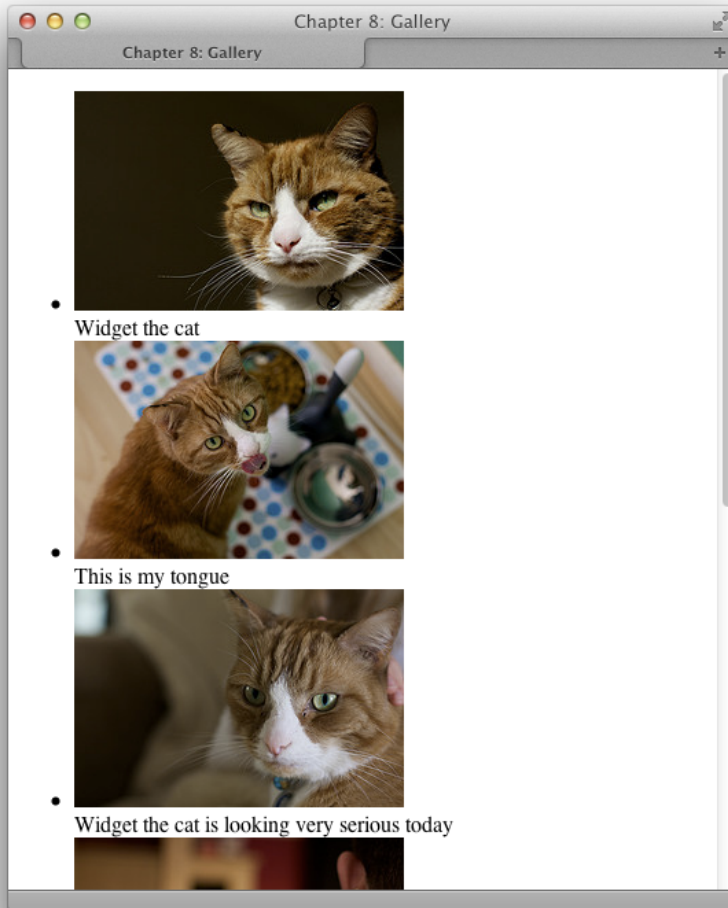 Chapter 8: Gallery
Chapter 8: Gallery
Widget the cat
This is my tongue
Widget the cat is looking very serious today